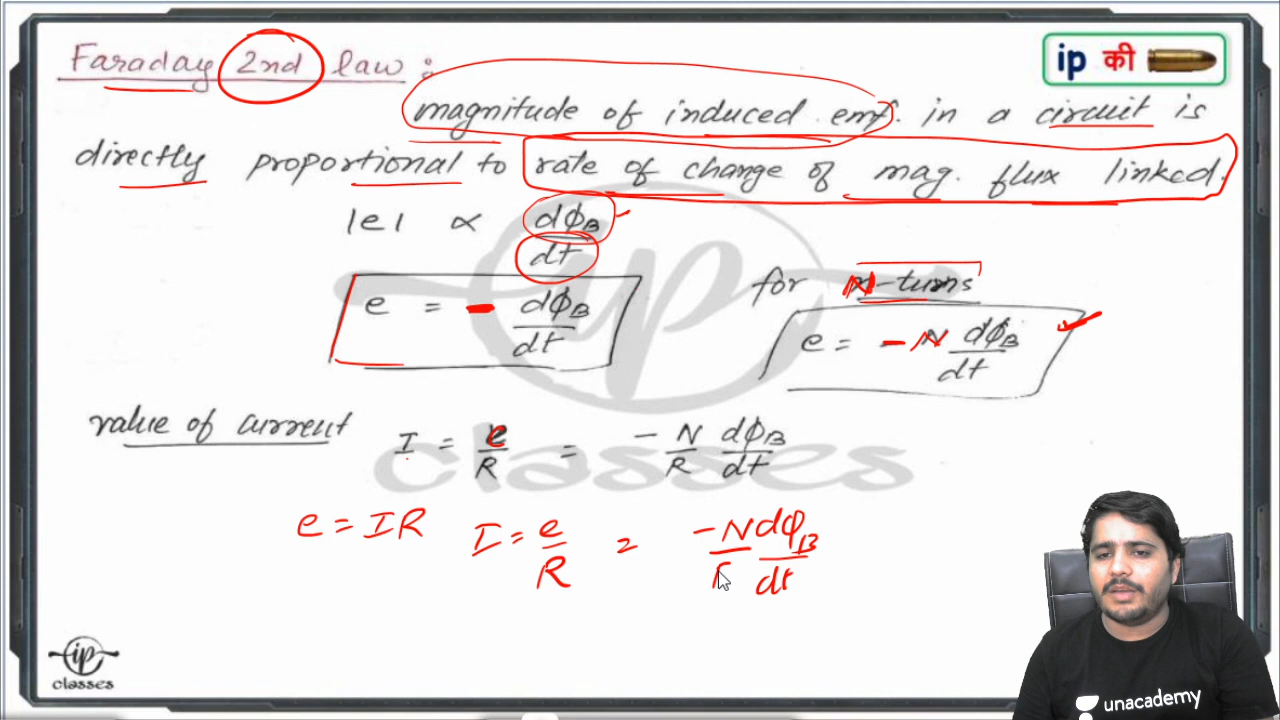 Faraday 2nd law :
ip की
magnitude of induced emf. in a circuit is
directly proportional to rate of change of mag. flux linked.
|e| ∝ dϕB/dt
for N-turns
e = - dϕB/dt
e = -N dϕB/dt
value of current I = e/R = -N/R dϕB/dt
e = IR I = e/R = -N dϕB/dt
ip
classes
ip
classes
unacademy